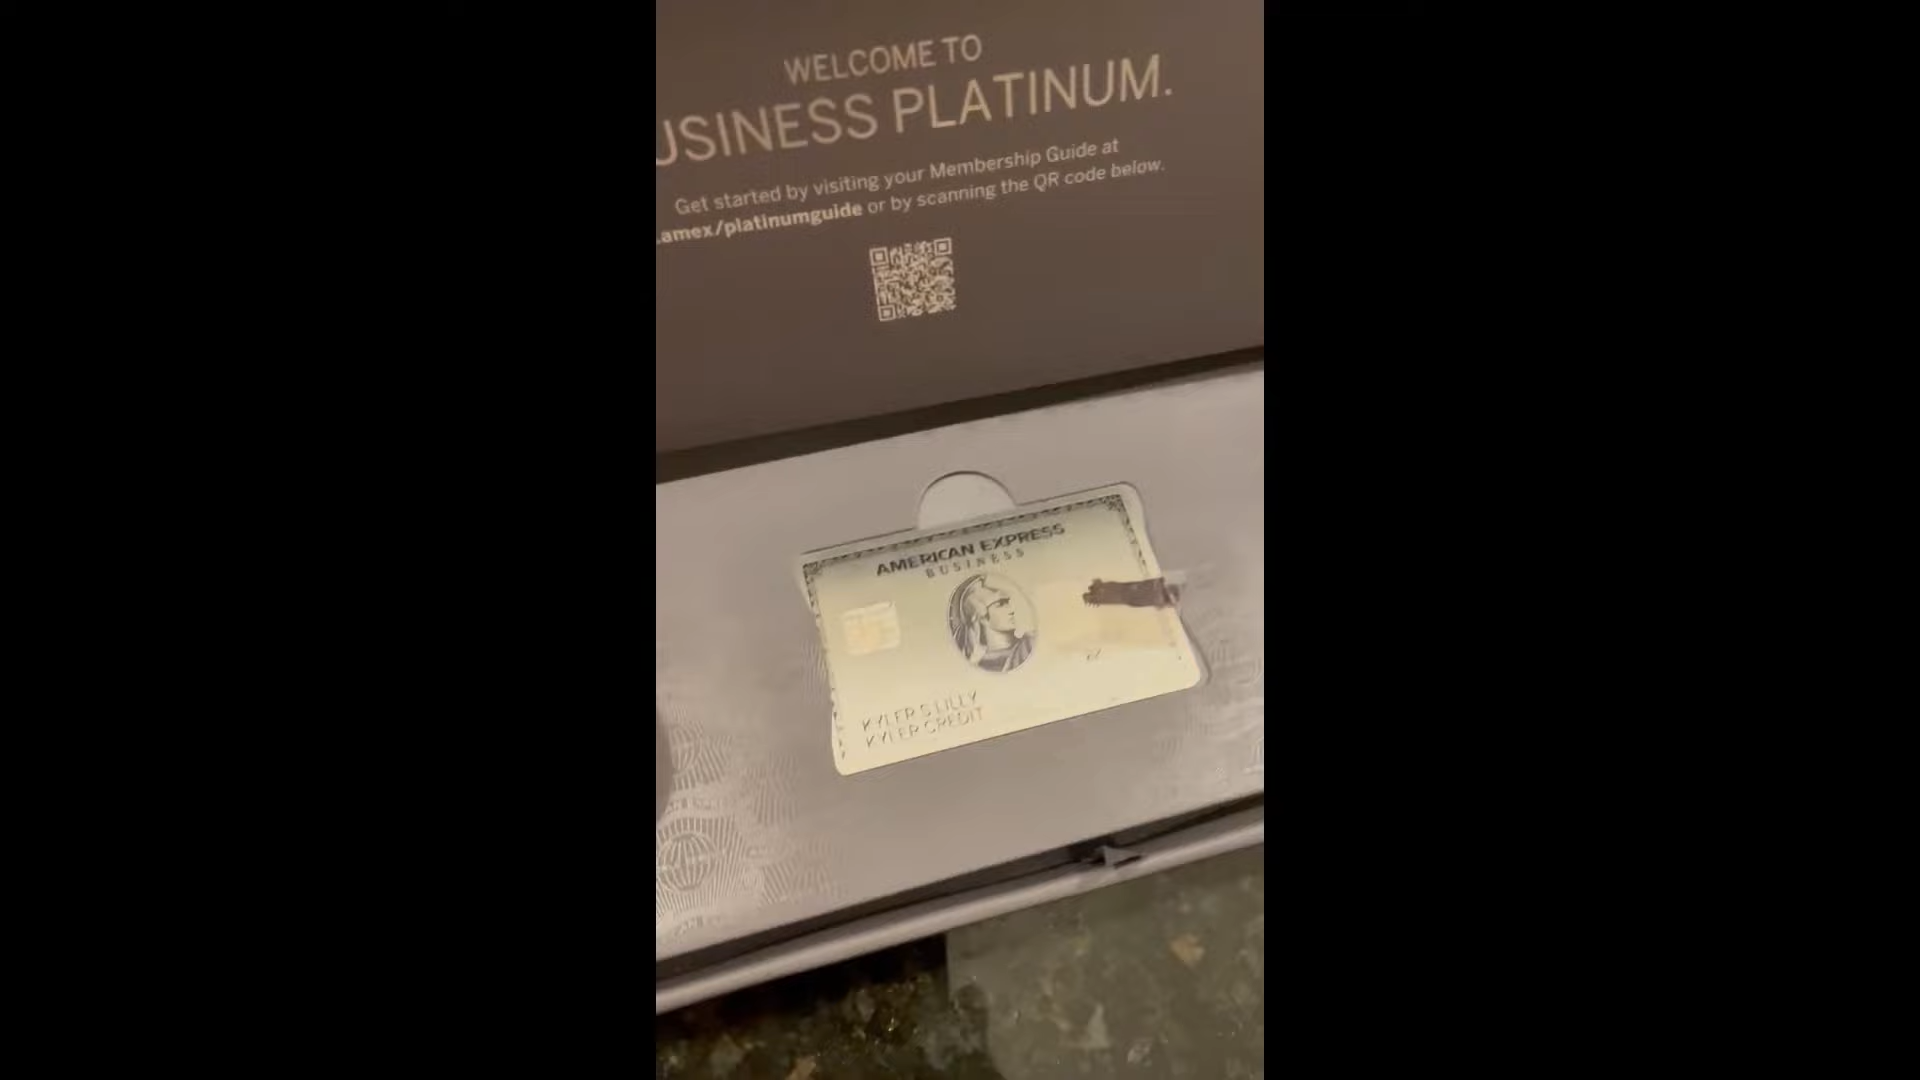 WELCOME TO
USINESS PLATINUM.
Get started by visiting your Membership Guide at
.amex/platinumguide or by scanning the QR code below.
AMERICAN EXPRESS
BUSINESS
KYLER S LILLY
KYLER CREDIT